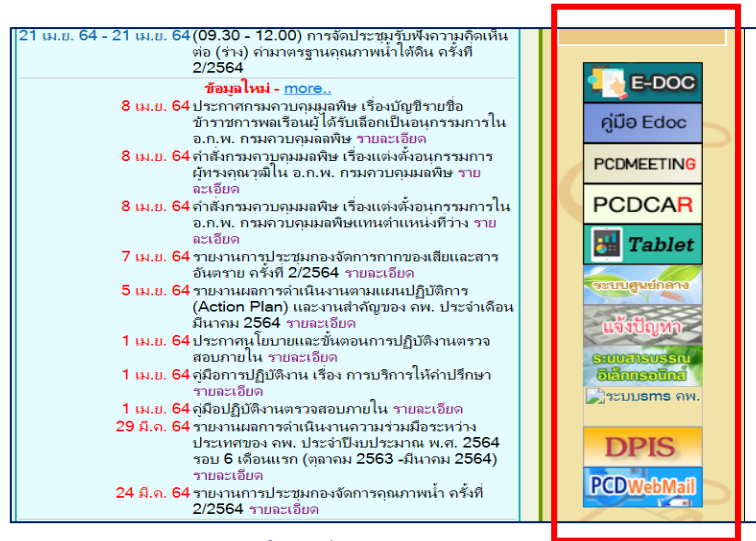 21 เม.ย. 64 - 21 เม.ย. 64 (09.30 - 12.00) การจัดประชุมรับฟังความคิดเห็น
ต่อ (ร่าง) ค่ามาตรฐานคุณภาพน้ำใต้ดิน ครั้งที่
2/2564
ข้อมูลใหม่ - more..
8 เม.ย. 64 ประกาศกรมควบคุมมลพิษ เรื่องบัญชีรายชื่อ
ข้าราชการพลเรือนผู้ได้รับเลือกเป็นอนุกรรมการใน
อ.ก.พ. กรมควบคุมมลพิษ รายละเอียด
8 เม.ย. 64 คำสั่งกรมควบคุมมลพิษ เรื่องแต่งตั้งอนุกรรมการ
ผู้ทรงคุณวุฒิใน อ.ก.พ. กรมควบคุมมลพิษ ราย
ละเอียด
8 เม.ย. 64 คำสั่งกรมควบคุมมลพิษ เรื่องแต่งตั้งอนุกรรมการใน
อ.ก.พ. กรมควบคุมมลพิษแทนตำแหน่งที่ว่าง ราย
ละเอียด
7 เม.ย. 64 รายงานการประชุมกองจัดการกากของเสียและสาร
อันตราย ครั้งที่ 2/2564 รายละเอียด
5 เม.ย. 64 รายงานผลการดำเนินงานตามแผนปฏิบัติการ
(Action Plan) และงานสำคัญของ คพ. ประจำเดือน
มีนาคม 2564 รายละเอียด
1 เม.ย. 64 ประกาศนโยบายและขั้นตอนการปฏิบัติงานตรวจ
สอบภายใน รายละเอียด
1 เม.ย. 64 คู่มือการปฏิบัติงาน เรื่อง การบริการให้คำปรึกษา
รายละเอียด
1 เม.ย. 64 คู่มือปฏิบัติงานตรวจสอบภายใน รายละเอียด
29 มี.ค. 64 รายงานผลการดำเนินงานความร่วมมือระหว่าง
ประเทศของ คพ. ประจำปีงบประมาณ พ.ศ. 2564
รอบ 6 เดือนแรก (ตุลาคม 2563 -มีนาคม 2564)
รายละเอียด
24 มี.ค. 64 รายงานการประชุมกองจัดการคุณภาพน้ำ ครั้งที่
2/2564 รายละเอียด
E-DOC
คู่มือ Edoc
PCDMEETING
PCDCAR
Tablet
ระบบศูนย์กลาง
แจ้งปัญหา
ระบบสารบรรณ
อิเล็กทรอนิกส์
ระบบsms คพ.
DPIS
PCDWebMail